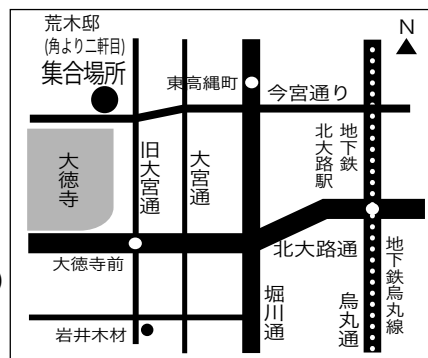 荒木邸
(角より二軒目)
集合場所
N
東高縄町
今宮通り
大徳寺
旧大宮通
大宮通
地下鉄
北大路駅
大徳寺前
北大路通
堀川通
烏丸通
地下鉄烏丸線
岩井木材
)